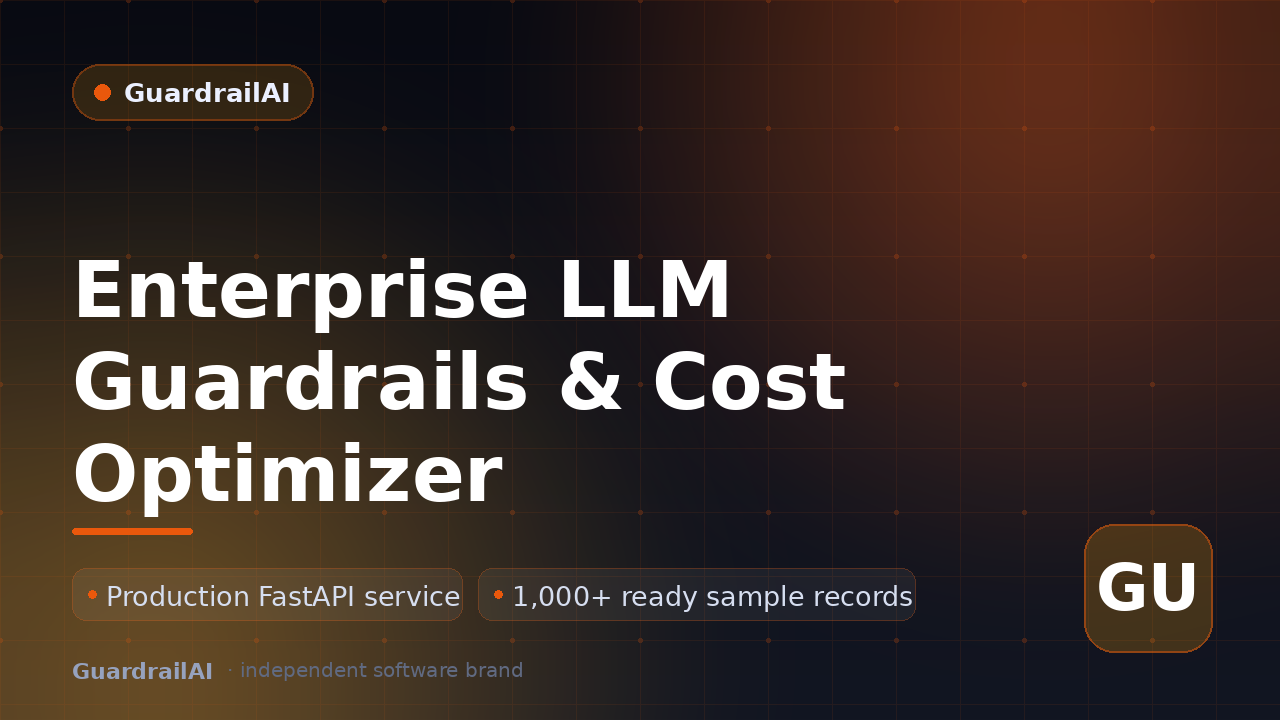 GuardrailAI
Enterprise LLM
Guardrails & Cost
Optimizer
Production FastAPI service
1,000+ ready sample records
GU
GuardrailAI · independent software brand